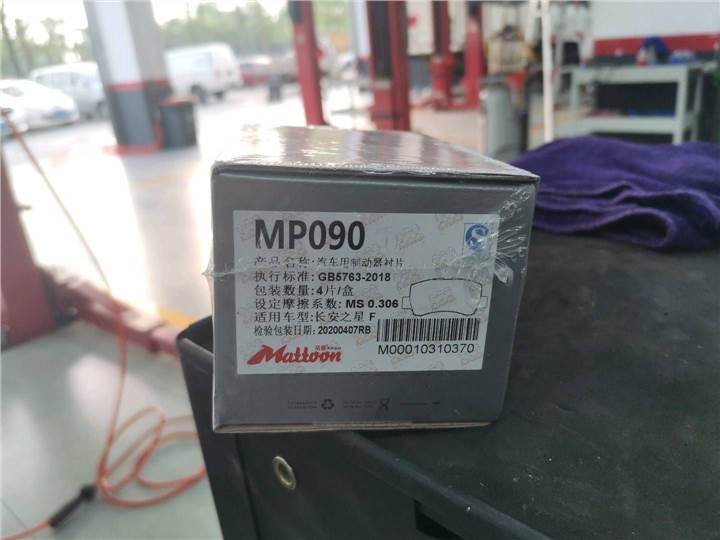 MP090
产品名称:汽车用制动器衬片
执行标准: GB5763-2018
包装数量: 4片/盒
设定摩擦系数: MS 0.306
适用车型:长安之星 F
检验包装日期: 20200407RB
Mattoon
M00010310370